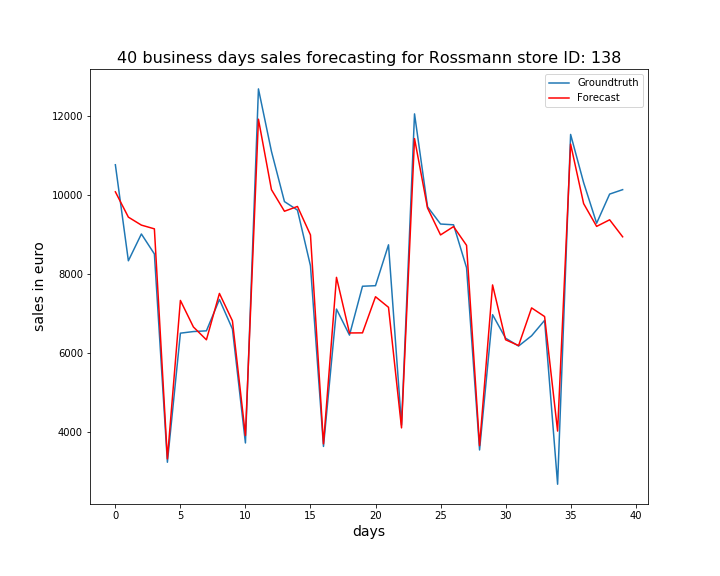 40 business days sales forecasting for Rossmann store ID: 138
Groundtruth
Forecast
12000
10000
8000
6000
4000
sales in euro
0 5 10 15 20 25 30 35 40
days